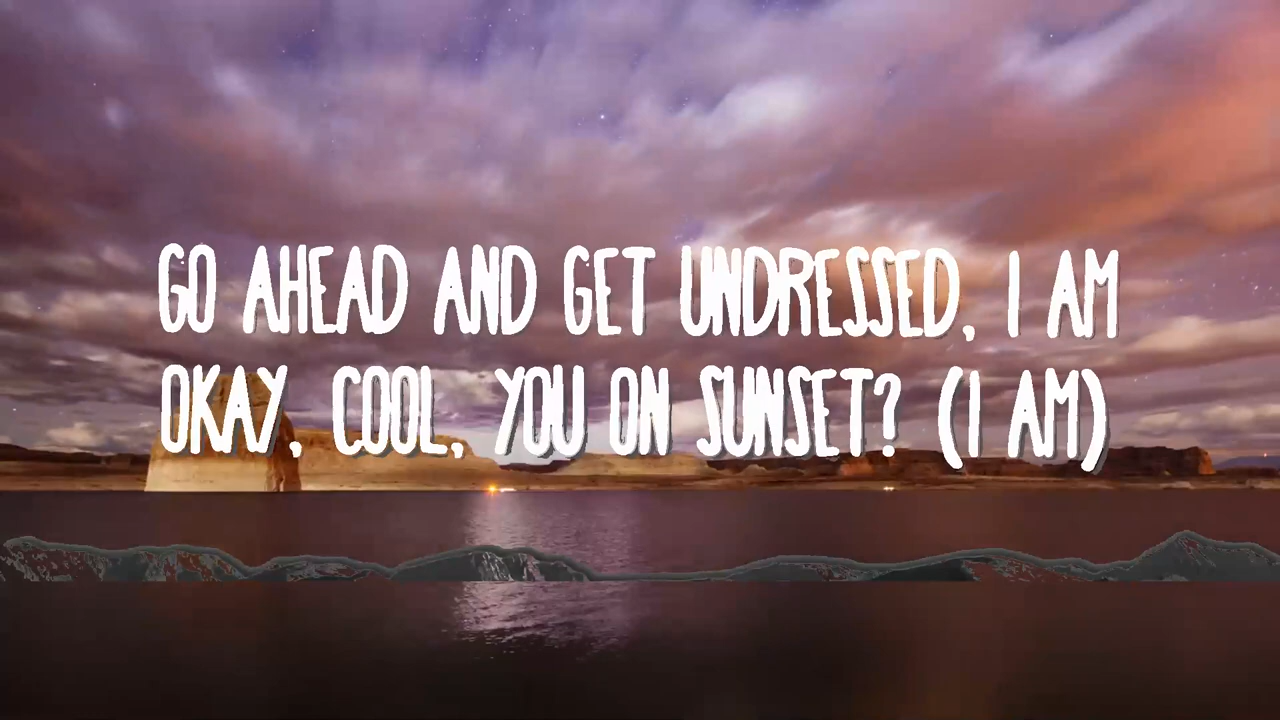 GO AHEAD AND GET UNDRESSED, I AM
OKAY, COOL, YOU ON SUNSET? (I AM)